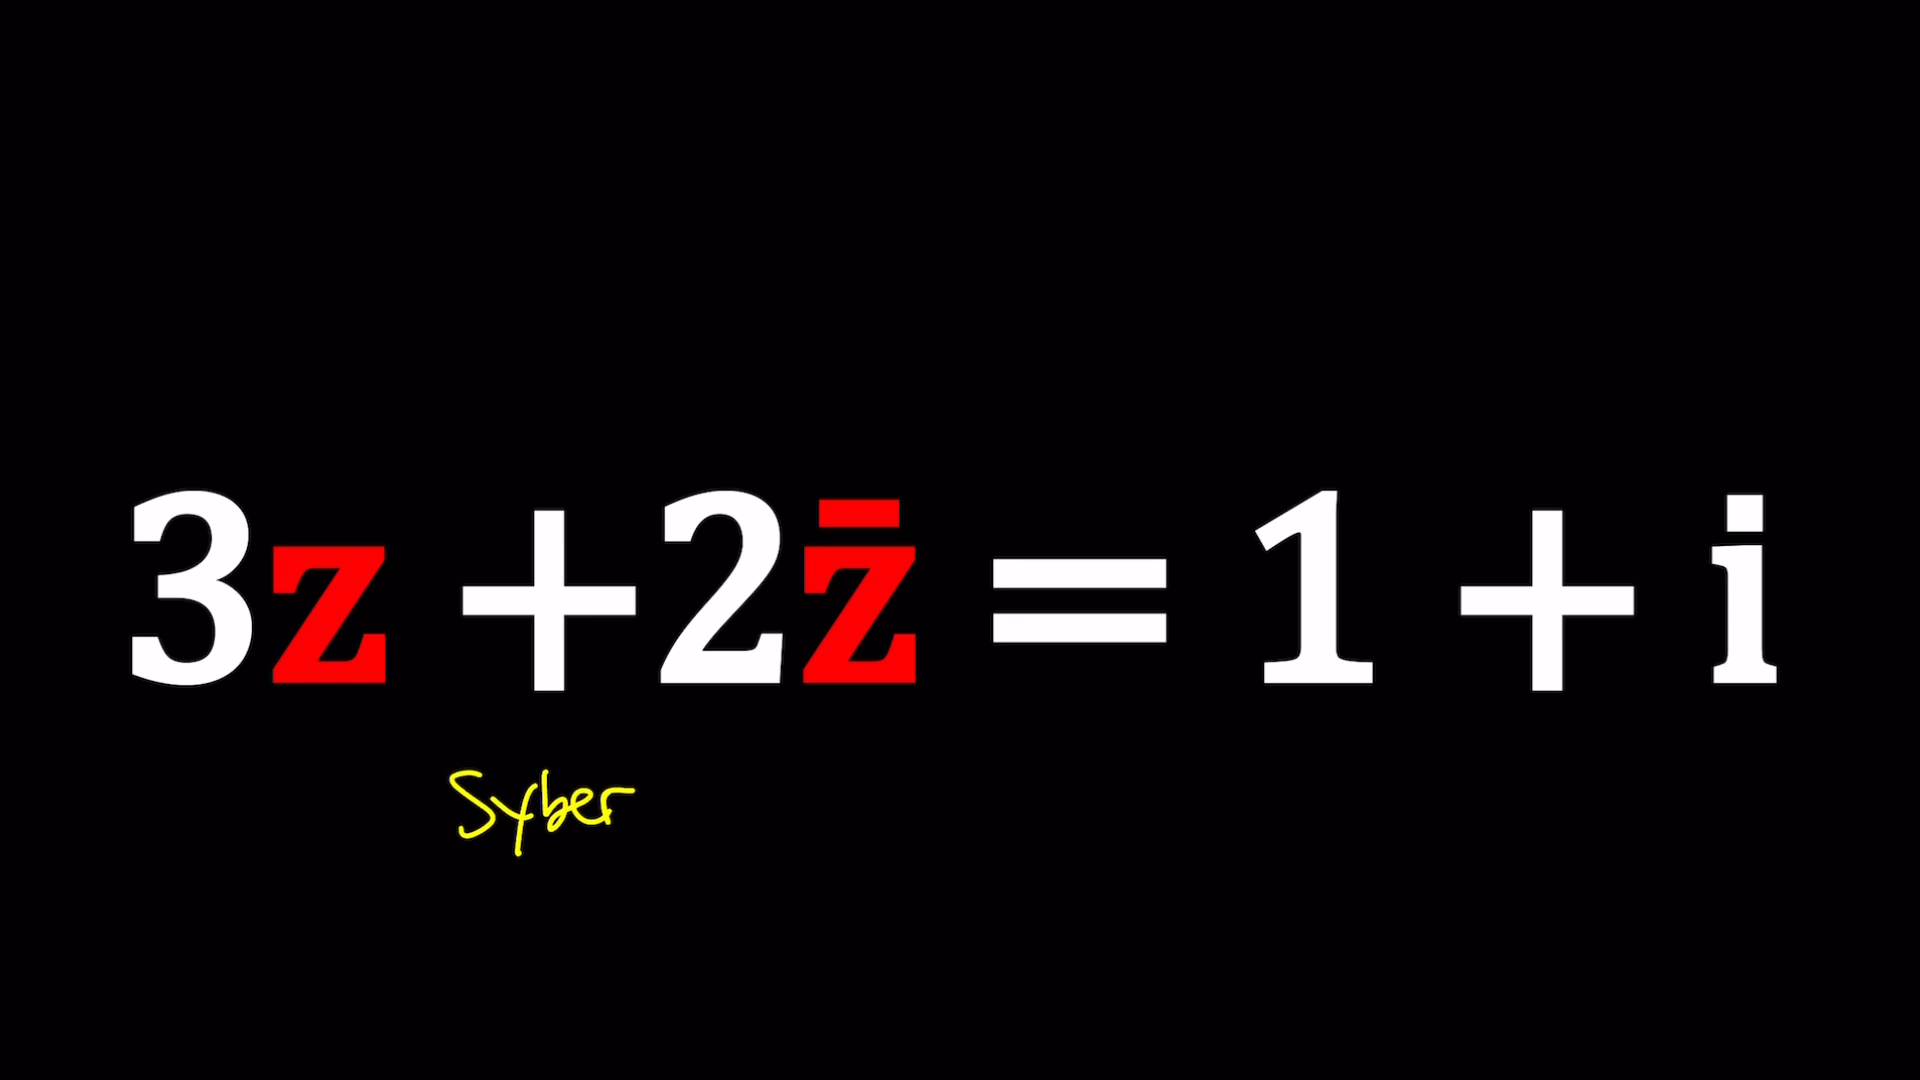 3z + 2z̄ = 1 + i
Syber